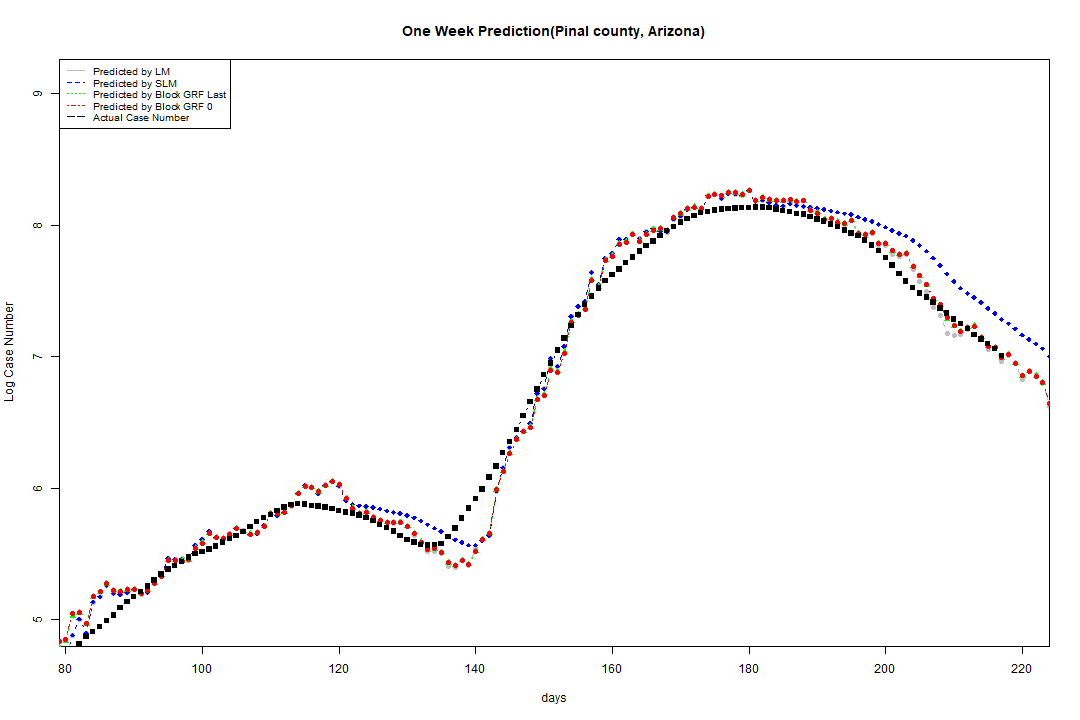 One Week Prediction(Pinal county, Arizona)
Predicted by LM
Predicted by SLM
Predicted by Block GRF Last
Predicted by Block GRF 0
Actual Case Number
9
8
7
6
5
Log Case Number
80 100 120 140 160 180 200 220
days